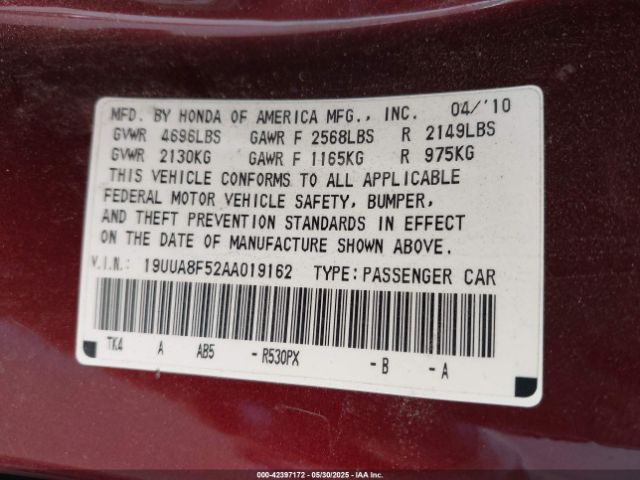 MFD. BY HONDA OF AMERICA MFG., INC. 04/'10
GVWR 4696LBS GAWR F 2568LBS R 2149LBS
GVWR 2130KG GAWR F 1165KG R 975KG
THIS VEHICLE CONFORMS TO ALL APPLICABLE
FEDERAL MOTOR VEHICLE SAFETY, BUMPER,
AND THEFT PREVENTION STANDARDS IN EFFECT
ON THE DATE OF MANUFACTURE SHOWN ABOVE.
V.I.N.: 19UUA8F52AA019162 TYPE: PASSENGER CAR
TK4 A AB5 - R530PX - B - A
000-42397172 — 05/30/2025 — IAA Inc.